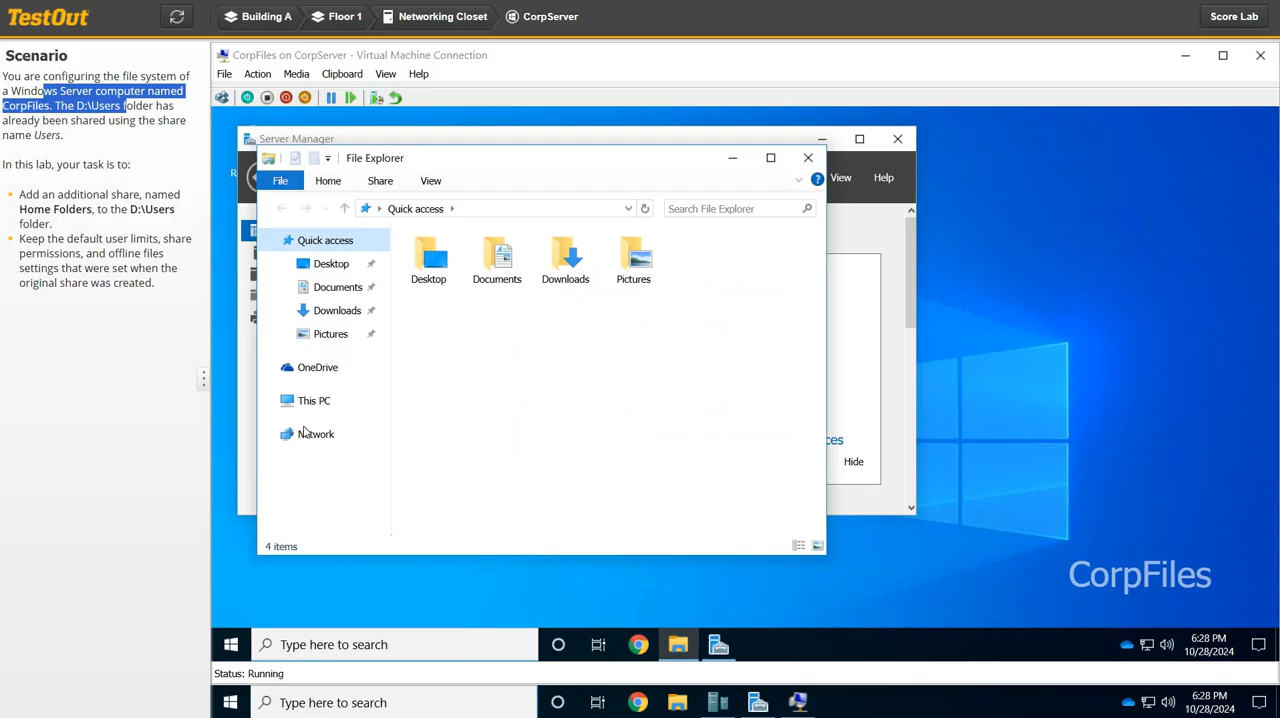 TestOut
Building A
Floor 1
Networking Closet
CorpServer
Score Lab
Scenario
You are configuring the file system of
a Windows Server computer named
CorpFiles. The D:\Users folder has
already been shared using the share
name Users.
In this lab, your task is to:
Add an additional share, named
Home Folders, to the D:\Users
folder.
Keep the default user limits, share
permissions, and offline files
settings that were set when the
original share was created.
CorpFiles on CorpServer - Virtual Machine Connection
File Action Media Clipboard View Help
Server Manager
View Help
File Explorer
File Home Share View
Quick access
Search File Explorer
Quick access
Desktop
Documents
Downloads
Pictures
OneDrive
This PC
Network
Desktop Documents Downloads Pictures
4 items
ces
Hide
CorpFiles
Type here to search
6:28 PM
10/28/2024
Status: Running
Type here to search
6:28 PM
10/28/2024